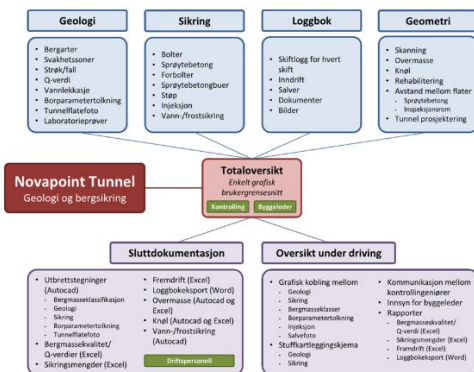 Geologi
Bergarter
Svakhetssoner
Strøk/fall
Q-verdi
Vannlekkasje
Borparametertolkning
Tunnelflatefoto
Laboratorieprøver
Sikring
Bolter
Sprøytebetong
Forbolter
Sprøytebetongbuer
Støp
Injeksjon
Vann-/frostsikring
Loggbok
Skiftlogg for hvert
skift
Inndrift
Salver
Dokumenter
Bilder
Geometri
Skanning
Overmasse
Knøl
Rehabilitering
Avstand mellom flater
Sprøytebetong
Inspeksjonsrom
Tunnel prosjektering
Novapoint Tunnel
Geologi og bergsikring
Totaloversikt
Enkelt grafisk
brukergrensesnitt
Kontrolling
Byggeleder
Sluttdokumentasjon
Utbrettstegninger
(Autocad)
Bergmasseklassifikasjon
Geologi
Sikring
Borparametertolkning
Tunnelflatefoto
Bergmassekvalitet/
Q-verdier (Excel)
Sikringsmengder (Excel)
Fremdrift (Excel)
Loggbokeksport (Word)
Overmasse (Autocad og
Excel)
Knøl (Autocad og Excel)
Vann-/frostsikring
(Autocad)
Driftspersonell
Oversikt under driving
Grafisk kobling mellom
Geologi
Sikring
Bergmasseklasser
Borparametertolkning
Injeksjon
Salvefoto
Stuffkartleggingskjema
Geologi
Sikring
Kommunikasjon mellom
kontrollingeniører
Innsyn for byggeleder
Rapporter
Bergmassekvalitet/
Q-verdi (Excel)
Sikringsmengder (Excel)
Fremdrift (Excel)
Loggbokeksport (Word)